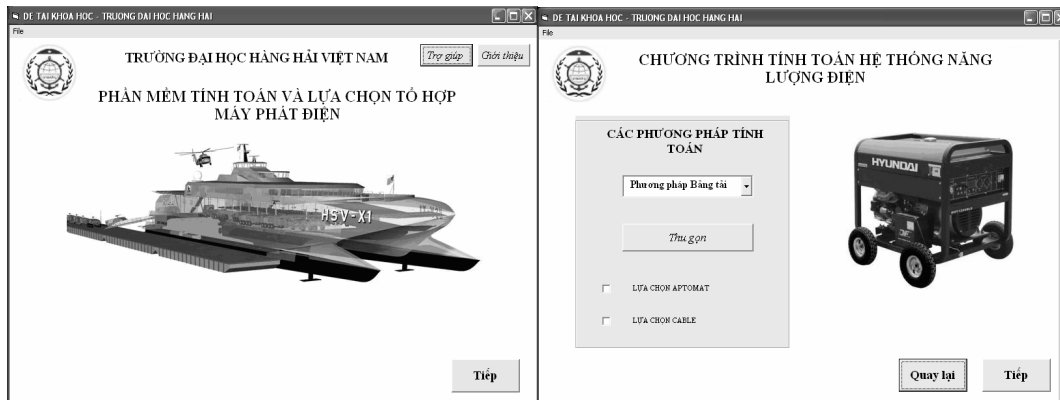 DE TAI KHOA HOC - TRUONG DAI HOC HANG HAI
File
TRƯỜNG ĐẠI HỌC HÀNG HẢI VIỆT NAM
Trợ giúp
Giới thiệu
PHẦN MỀM TÍNH TOÁN VÀ LỰA CHỌN TỔ HỢP
MÁY PHÁT ĐIỆN
HSV-X1
Tiếp
DE TAI KHOA HOC - TRUONG DAI HOC HANG HAI
File
CHƯƠNG TRÌNH TÍNH TOÁN HỆ THỐNG NĂNG
LƯỢNG ĐIỆN
CÁC PHƯƠNG PHÁP TÍNH
TOÁN
Phương pháp Bảng tải
Thu gọn
LỰA CHỌN APTOMAT
LỰA CHỌN CABLE
HYUNDAI
Quay lại
Tiếp